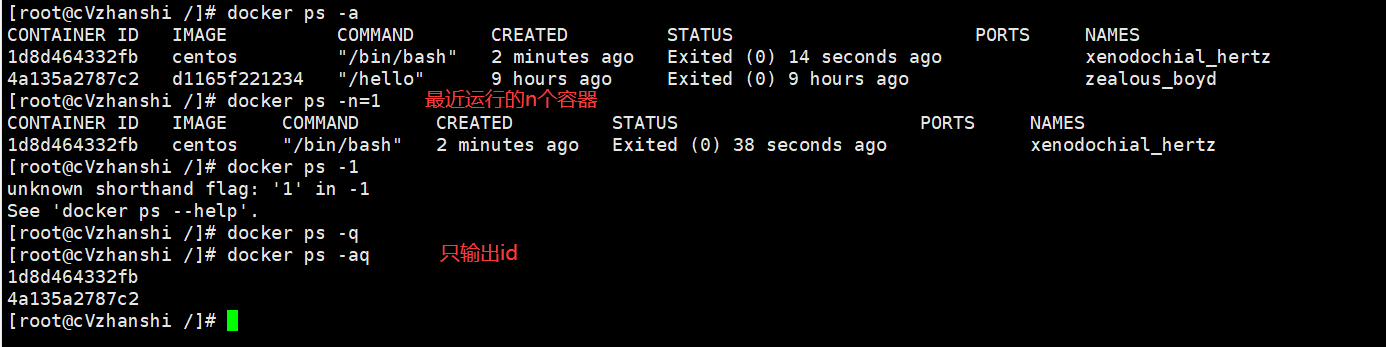 [root@cVzhanshi /]# docker ps -a
CONTAINER ID   IMAGE          COMMAND       CREATED         STATUS                      PORTS     NAMES
1d8d464332fb   centos         "/bin/bash"   2 minutes ago   Exited (0) 14 seconds ago             xenodochial_hertz
4a135a2787c2   d1165f221234   "/hello"      9 hours ago     Exited (0) 9 hours ago                zealous_boyd
[root@cVzhanshi /]# docker ps -n=1    最近运行的n个容器
CONTAINER ID   IMAGE     COMMAND       CREATED         STATUS                      PORTS     NAMES
1d8d464332fb   centos    "/bin/bash"   2 minutes ago   Exited (0) 38 seconds ago             xenodochial_hertz
[root@cVzhanshi /]# docker ps -1
unknown shorthand flag: '1' in -1
See 'docker ps --help'.
[root@cVzhanshi /]# docker ps -q
[root@cVzhanshi /]# docker ps -aq    只输出id
1d8d464332fb
4a135a2787c2
[root@cVzhanshi /]#